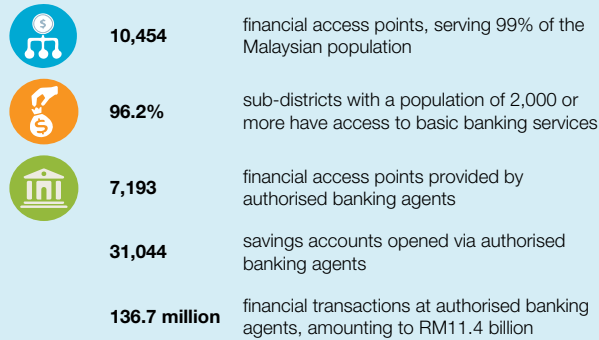 10,454 financial access points, serving 99% of the
Malaysian population
96.2% sub-districts with a population of 2,000 or
more have access to basic banking services
7,193 financial access points provided by
authorised banking agents
31,044 savings accounts opened via authorised
banking agents
136.7 million financial transactions at authorised banking
agents, amounting to RM11.4 billion